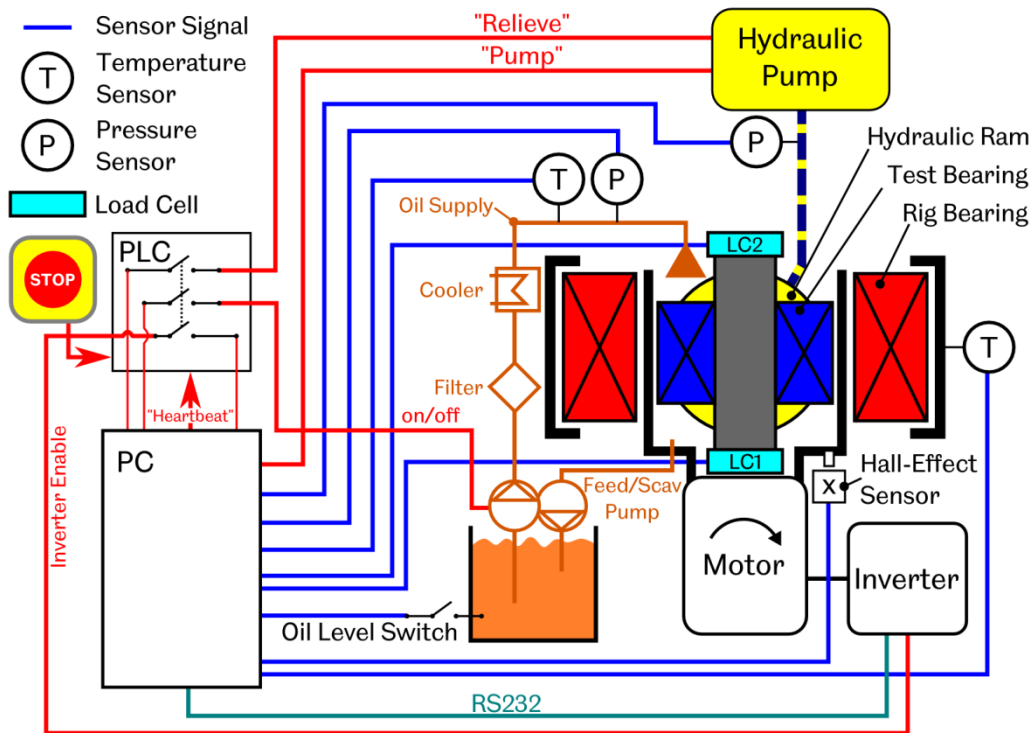 Sensor Signal
T
Temperature
Sensor
P
Pressure
Sensor
Load Cell
"Relieve"
"Pump"
Hydraulic
Pump
P
Hydraulic Ram
Test Bearing
Rig Bearing
T
P
Oil Supply
PLC
STOP
LC2
Cooler
T
Filter
"Heartbeat"
on/off
Inverter Enable
PC
LC1
Feed/Scav
Pump
X
Hall-Effect
Sensor
Motor
Inverter
Oil Level Switch
RS232